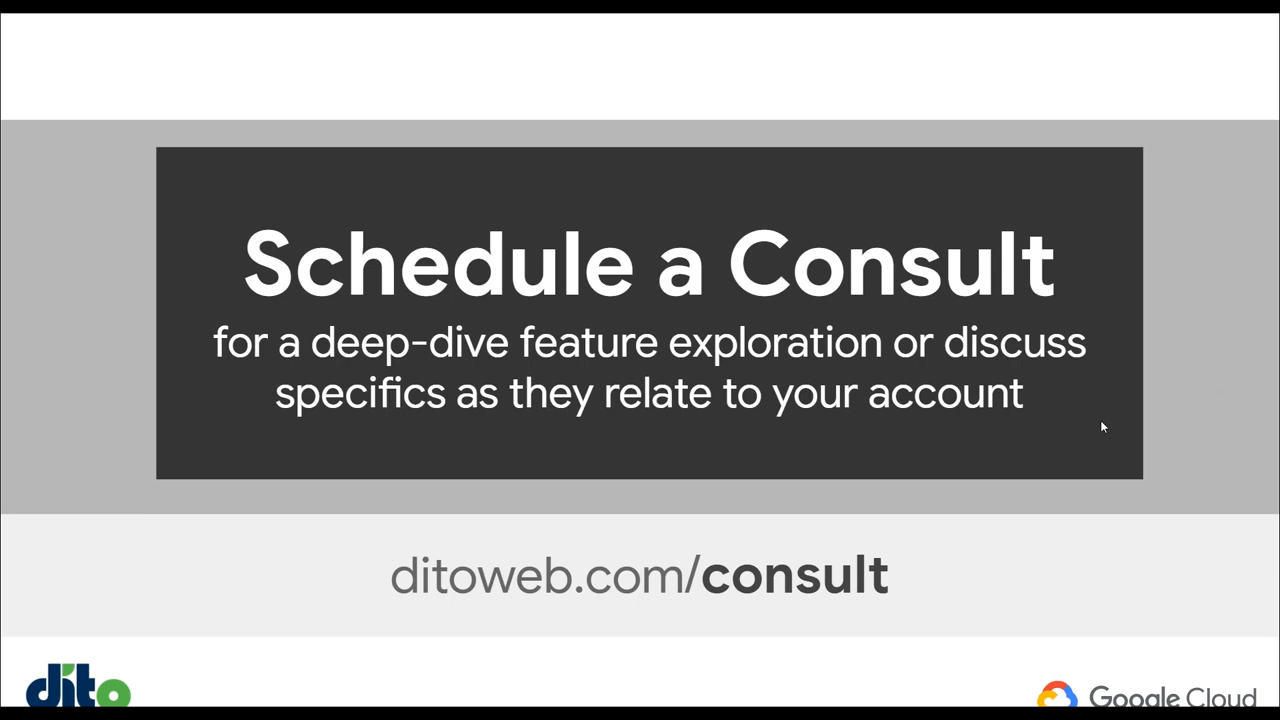 Schedule a Consult
for a deep-dive feature exploration or discuss
specifics as they relate to your account
ditoweb.com/consult
dito
Google Cloud